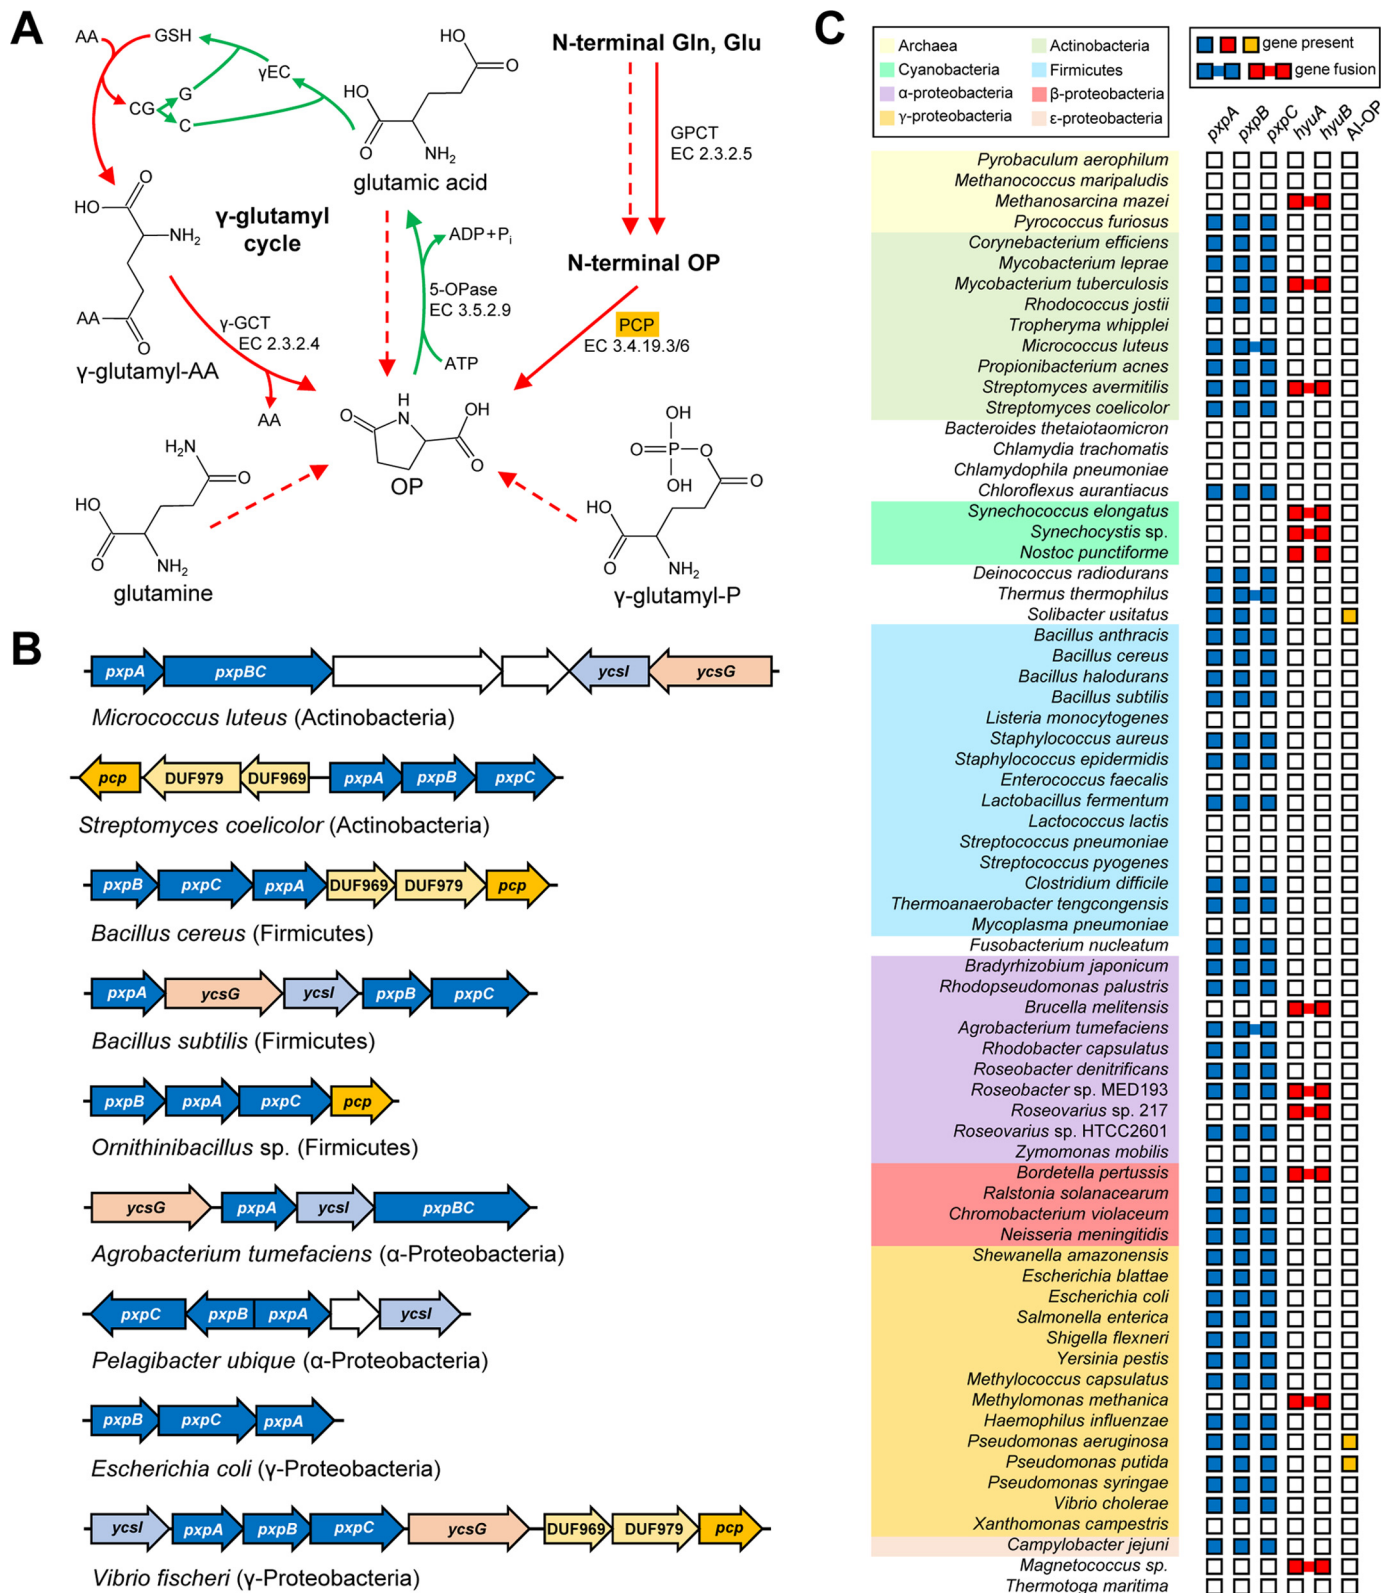 A
AA
GSH
γEC
CG
G
C
HO
O
HO
O
NH2
glutamic acid
N-terminal Gln, Glu
GPCT
EC 2.3.2.5
N-terminal OP
PCP
EC 3.4.19.3/6
O
HO
NH2
AA
O
γ-glutamyl-AA
γ-glutamyl
cycle
γ-GCT
EC 2.3.2.4
AA
ADP+Pi
5-OPase
EC 3.5.2.9
ATP
H
N
O
OH
O
OP
H2N
O
HO
O
NH2
glutamine
OH
O
P
O
OH
O
HO
O
NH2
γ-glutamyl-P
B
pxpA pxpBC ycsI ycsG
Micrococcus luteus (Actinobacteria)
pcp DUF979 DUF969 pxpA pxpB pxpC
Streptomyces coelicolor (Actinobacteria)
pxpB pxpC pxpA DUF969 DUF979 pcp
Bacillus cereus (Firmicutes)
pxpA ycsG ycsI pxpB pxpC
Bacillus subtilis (Firmicutes)
pxpB pxpA pxpC pcp
Ornithinibacillus sp. (Firmicutes)
ycsG pxpA ycsI pxpBC
Agrobacterium tumefaciens (α-Proteobacteria)
pxpC pxpB pxpA ycsI
Pelagibacter ubique (α-Proteobacteria)
pxpB pxpC pxpA
Escherichia coli (γ-Proteobacteria)
ycsI pxpA pxpB pxpC ycsG DUF969 DUF979 pcp
Vibrio fischeri (γ-Proteobacteria)
C
Archaea Actinobacteria
Cyanobacteria Firmicutes
α-proteobacteria β-proteobacteria
γ-proteobacteria ε-proteobacteria
gene present
gene fusion
pxpA pxpB pxpC hyuA hyuB AI-OP
Pyrobaculum aerophilum
Methanococcus maripaludis
Methanosarcina mazei
Pyrococcus furiosus
Corynebacterium efficiens
Mycobacterium leprae
Mycobacterium tuberculosis
Rhodococcus jostii
Tropheryma whipplei
Micrococcus luteus
Propionibacterium acnes
Streptomyces avermitilis
Streptomyces coelicolor
Bacteroides thetaiotaomicron
Chlamydia trachomatis
Chlamydophila pneumoniae
Chloroflexus aurantiacus
Synechococcus elongatus
Synechocystis sp.
Nostoc punctiforme
Deinococcus radiodurans
Thermus thermophilus
Solibacter usitatus
Bacillus anthracis
Bacillus cereus
Bacillus halodurans
Bacillus subtilis
Listeria monocytogenes
Staphylococcus aureus
Staphylococcus epidermidis
Enterococcus faecalis
Lactobacillus fermentum
Lactococcus lactis
Streptococcus pneumoniae
Streptococcus pyogenes
Clostridium difficile
Thermoanaerobacter tengcongensis
Mycoplasma pneumoniae
Fusobacterium nucleatum
Bradyrhizobium japonicum
Rhodopseudomonas palustris
Brucella melitensis
Agrobacterium tumefaciens
Rhodobacter capsulatus
Roseobacter denitrificans
Roseobacter sp. MED193
Roseovarius sp. 217
Roseovarius sp. HTCC2601
Zymomonas mobilis
Bordetella pertussis
Ralstonia solanacearum
Chromobacterium violaceum
Neisseria meningitidis
Shewanella amazonensis
Escherichia blattae
Escherichia coli
Salmonella enterica
Shigella flexneri
Yersinia pestis
Methylococcus capsulatus
Methylomonas methanica
Haemophilus influenzae
Pseudomonas aeruginosa
Pseudomonas putida
Pseudomonas syringae
Vibrio cholerae
Xanthomonas campestris
Campylobacter jejuni
Magnetococcus sp.
Thermotoga maritima